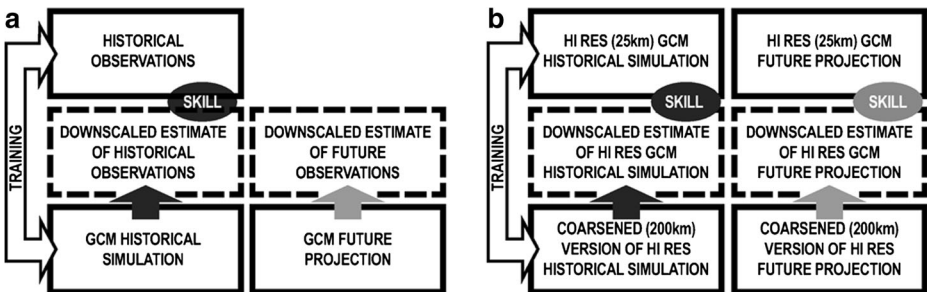 a
HISTORICAL
OBSERVATIONS
SKILL
DOWNSCALED ESTIMATE
OF HISTORICAL
OBSERVATIONS
DOWNSCALED ESTIMATE
OF FUTURE
OBSERVATIONS
TRAINING
GCM HISTORICAL
SIMULATION
GCM FUTURE
PROJECTION
b
HI RES (25km) GCM
HISTORICAL SIMULATION
HI RES (25km) GCM
FUTURE PROJECTION
SKILL
SKILL
DOWNSCALED ESTIMATE
OF HI RES GCM
HISTORICAL SIMULATION
DOWNSCALED ESTIMATE
OF HI RES GCM
FUTURE PROJECTION
TRAINING
COARSENED (200km)
VERSION OF HI RES
HISTORICAL SIMULATION
COARSENED (200km)
VERSION OF HI RES
FUTURE PROJECTION